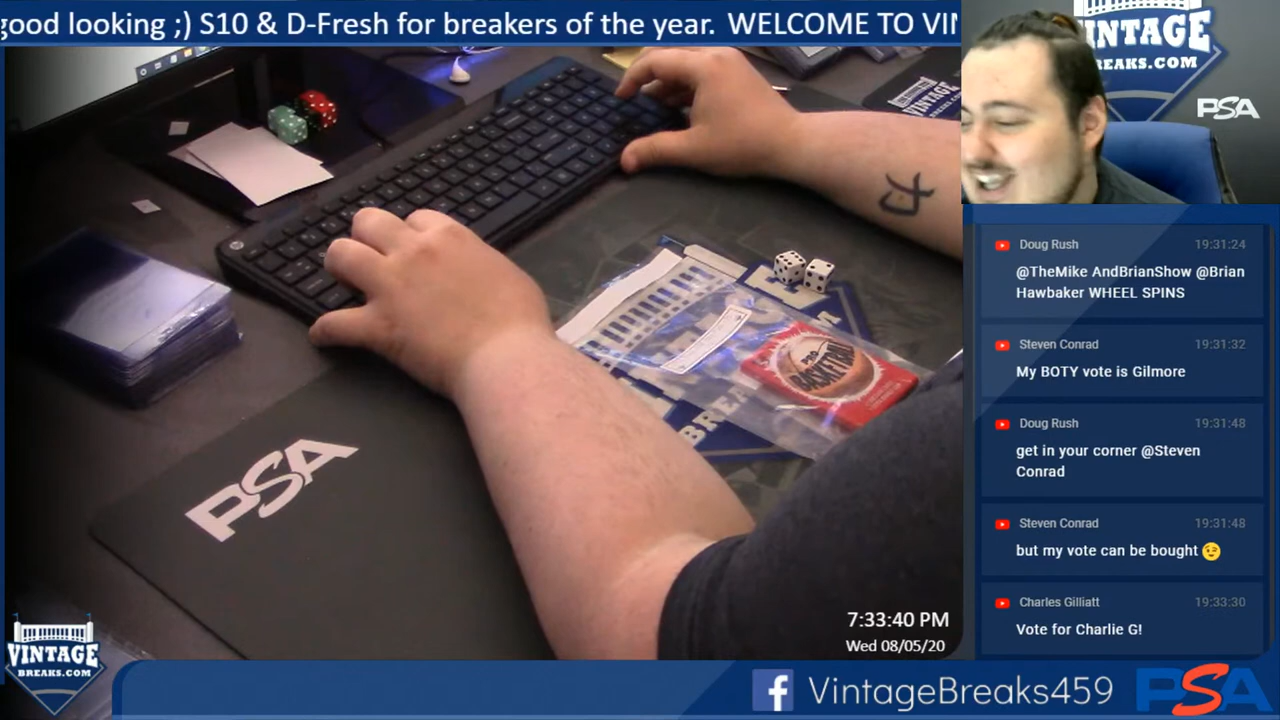 good looking ;) S10 & D-Fresh for breakers of the year. WELCOME TO VI
VINTAGE
BREAKS.COM
PSA
Doug Rush 19:31:24
@TheMike AndBrianShow @Brian
Hawbaker WHEEL SPINS
Steven Conrad 19:31:32
My BOTY vote is Gilmore
Doug Rush 19:31:48
get in your corner @Steven
Conrad
Steven Conrad 19:31:48
but my vote can be bought 😉
Charles Gilliatt 19:33:30
Vote for Charlie G!
VINTAGE
PRO
BASKETBALL
BREA
PSA
7:33:40 PM
Wed 08/05/20
VINTAGE
BREAKS.COM
f VintageBreaks459
PSA